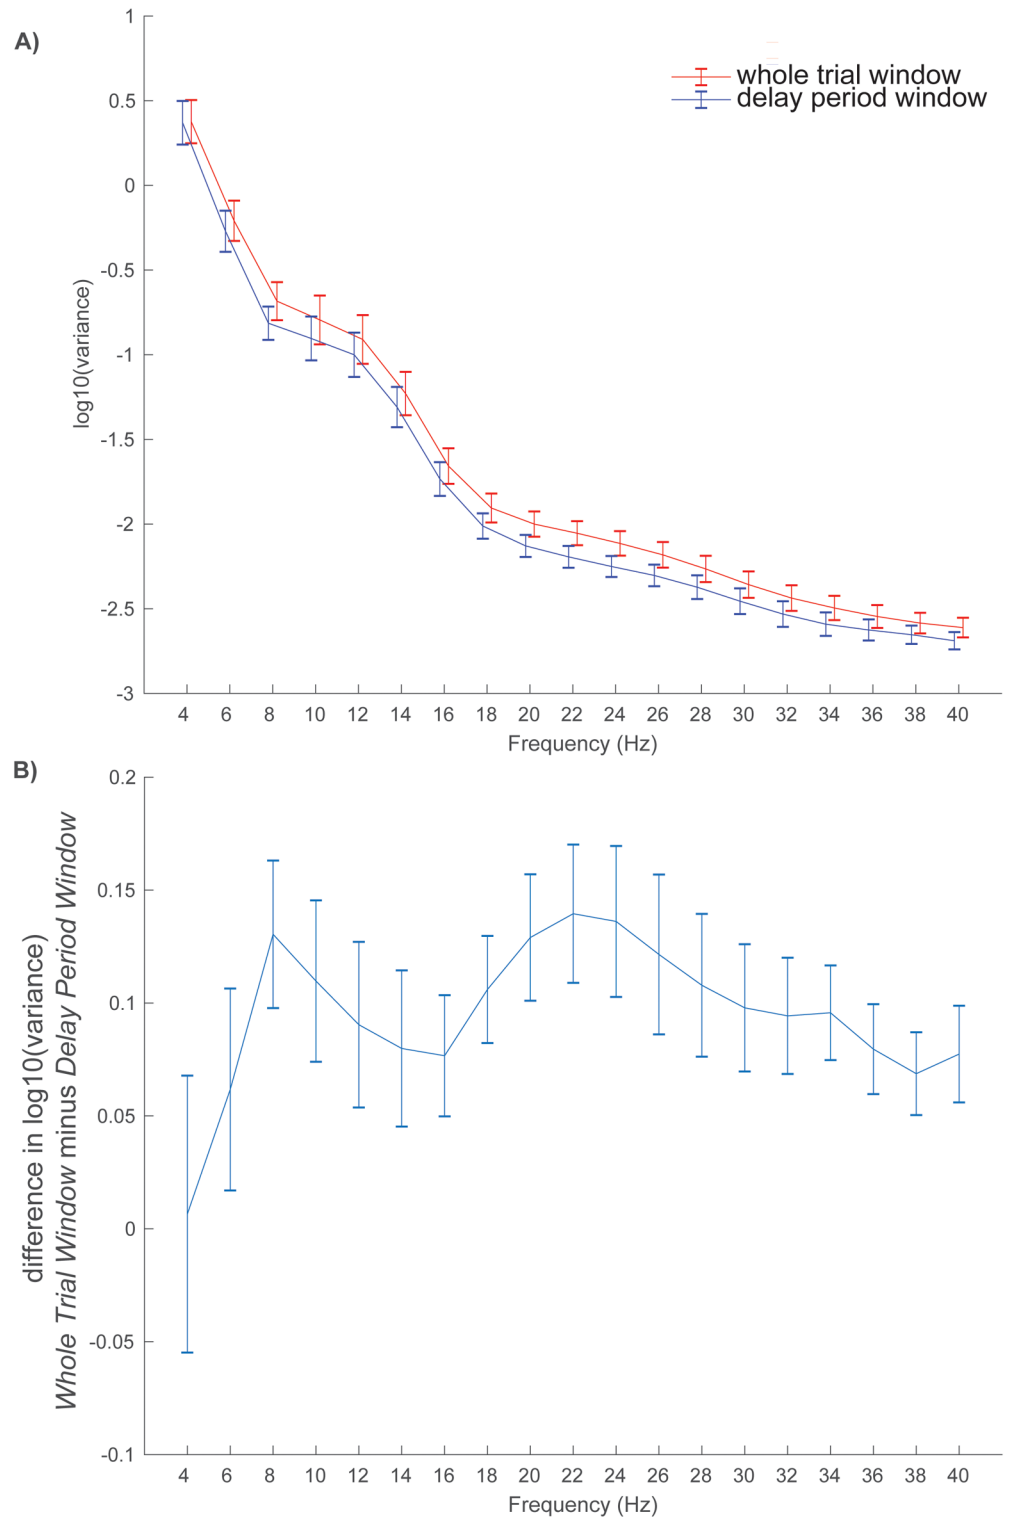 A)
1
0.5
0
-0.5
-1
-1.5
-2
-2.5
-3
log10(variance)
whole trial window
delay period window
4 6 8 10 12 14 16 18 20 22 24 26 28 30 32 34 36 38 40
Frequency (Hz)
B)
0.2
0.15
0.1
0.05
0
-0.05
-0.1
difference in log10(variance)
Whole Trial Window minus Delay Period Window
4 6 8 10 12 14 16 18 20 22 24 26 28 30 32 34 36 38 40
Frequency (Hz)